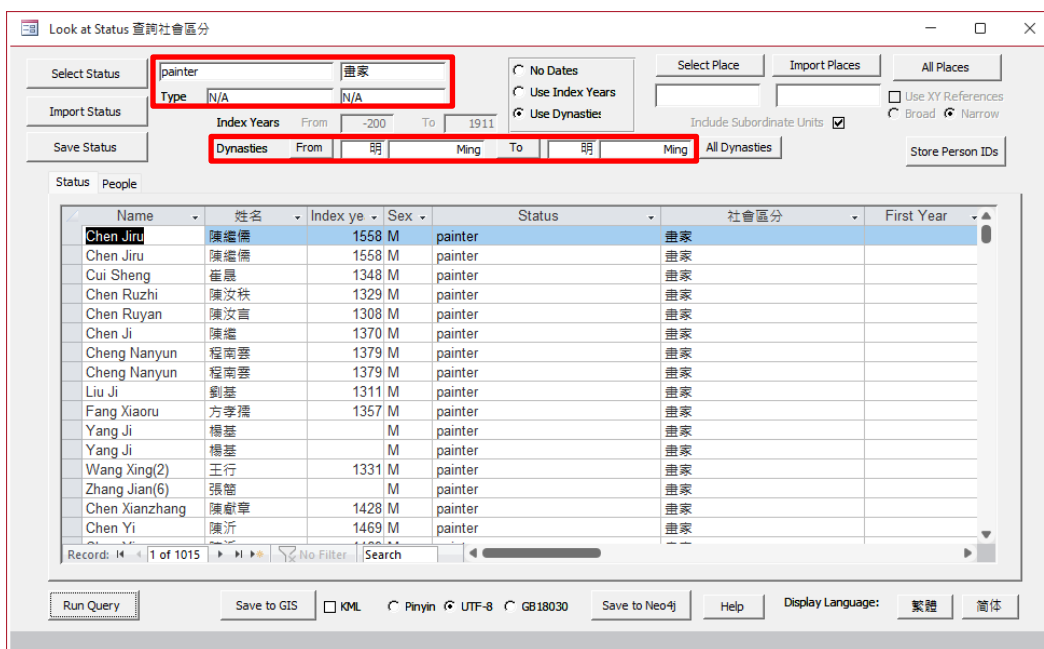 Look at Status 查詢社會區分
Select Status painter 畫家 No Dates Select Place Import Places All Places
Type N/A N/A Use Index Years Use XY References
Import Status Index Years From -200 To 1911 Use Dynasties Include Subordinate Units Broad Narrow
Save Status Dynasties From 明 Ming To 明 Ming All Dynasties Store Person IDs
Status People
Name 姓名 Index ye Sex Status 社會區分 First Year
Chen Jiru 陳繼儒 1558 M painter 畫家
Chen Jiru 陳繼儒 1558 M painter 畫家
Cui Sheng 崔晟 1348 M painter 畫家
Chen Ruzhi 陳汝秩 1329 M painter 畫家
Chen Ruyan 陳汝言 1308 M painter 畫家
Chen Ji 陳繼 1370 M painter 畫家
Cheng Nanyun 程南雲 1379 M painter 畫家
Cheng Nanyun 程南雲 1379 M painter 畫家
Liu Ji 劉基 1311 M painter 畫家
Fang Xiaoru 方孝孺 1357 M painter 畫家
Yang Ji 楊基 M painter 畫家
Yang Ji 楊基 M painter 畫家
Wang Xing(2) 王行 1331 M painter 畫家
Zhang Jian(6) 張簡 M painter 畫家
Chen Xianzhang 陳獻章 1428 M painter 畫家
Chen Yi 陳沂 1469 M painter 畫家
Record: 1 of 1015 No Filter Search
Run Query Save to GIS KML Pinyin UTF-8 GB18030 Save to Neo4j Help Display Language: 繁體 简体